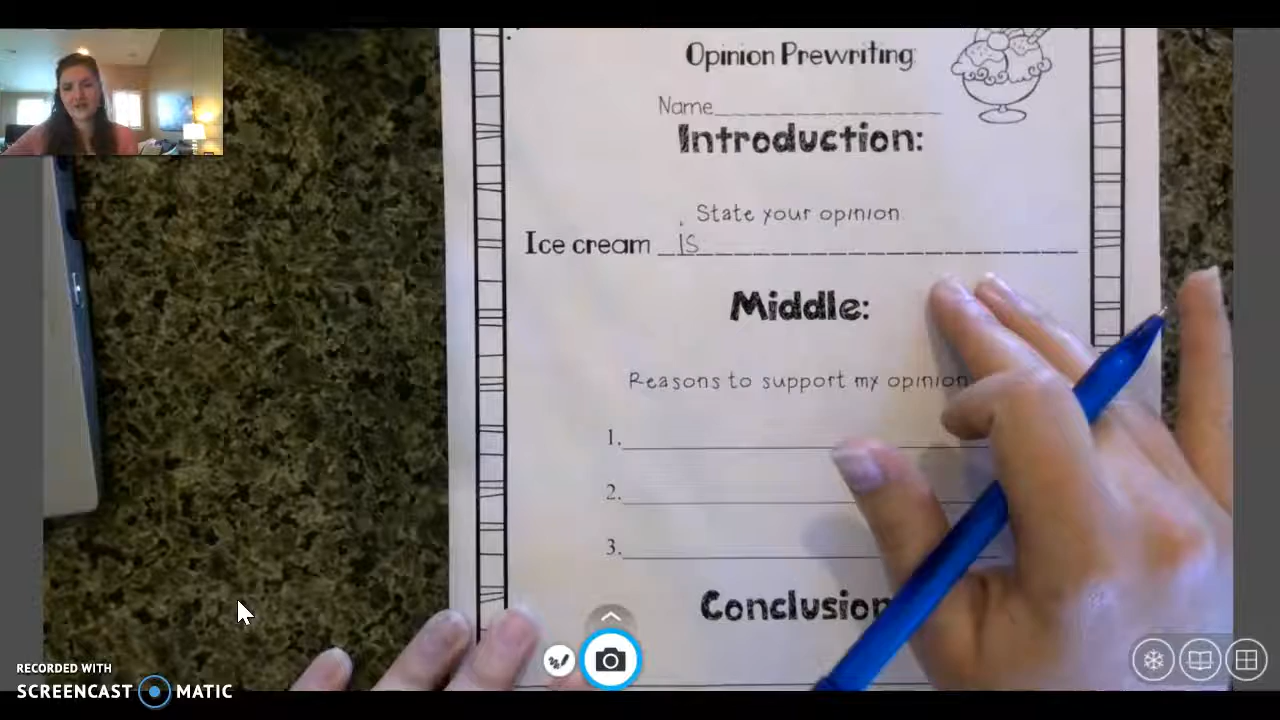 Opinion Prewriting
Name
Introduction:
State your opinion
Ice cream is
Middle:
Reasons to support my opinion
1.
2.
3.
Conclusion
RECORDED WITH
SCREENCAST MATIC